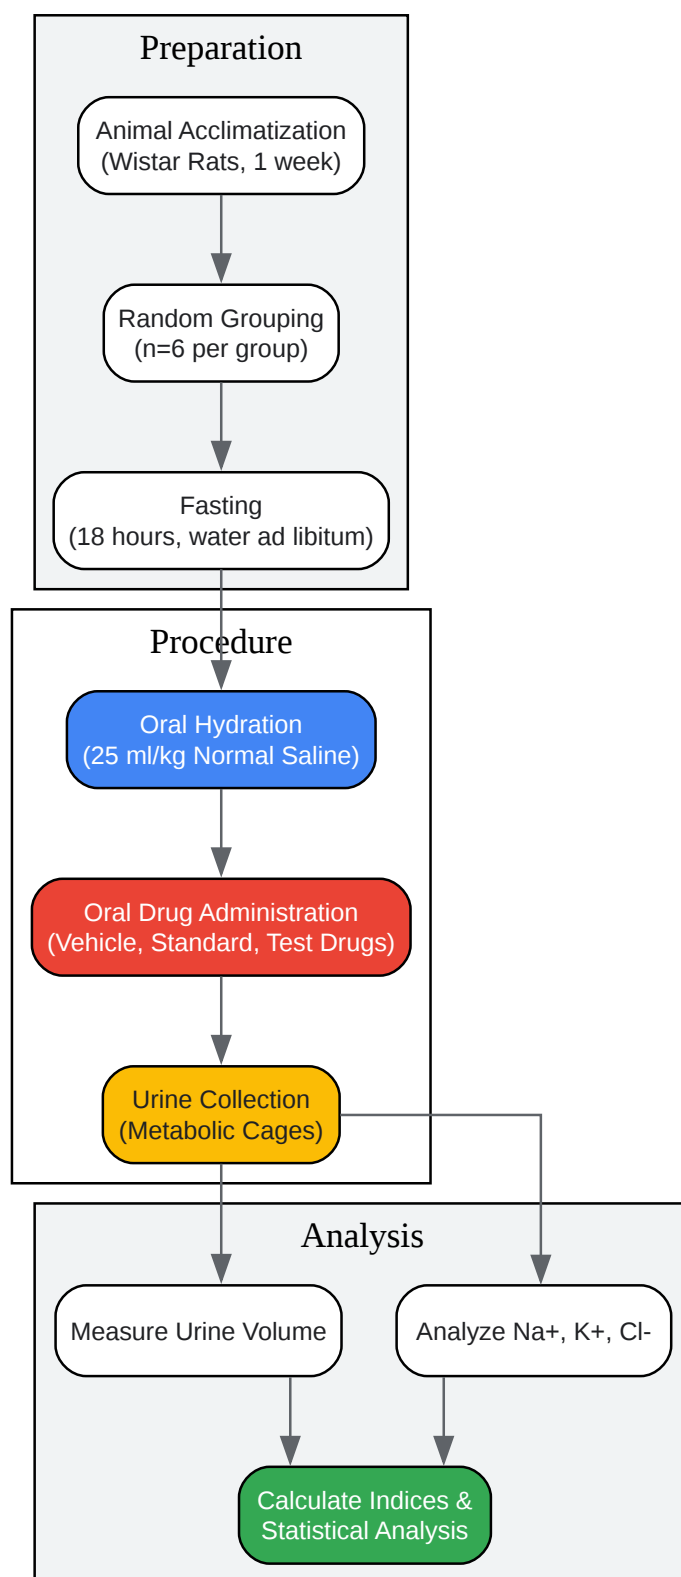 Preparation
Animal Acclimatization
(Wistar Rats, 1 week)
Random Grouping
(n=6 per group)
Fasting
(18 hours, water ad libitum)
Procedure
Oral Hydration
(25 ml/kg Normal Saline)
Oral Drug Administration
(Vehicle, Standard, Test Drugs)
Urine Collection
(Metabolic Cages)
Analysis
Measure Urine Volume
Analyze Na+, K+, Cl-
Calculate Indices &
Statistical Analysis